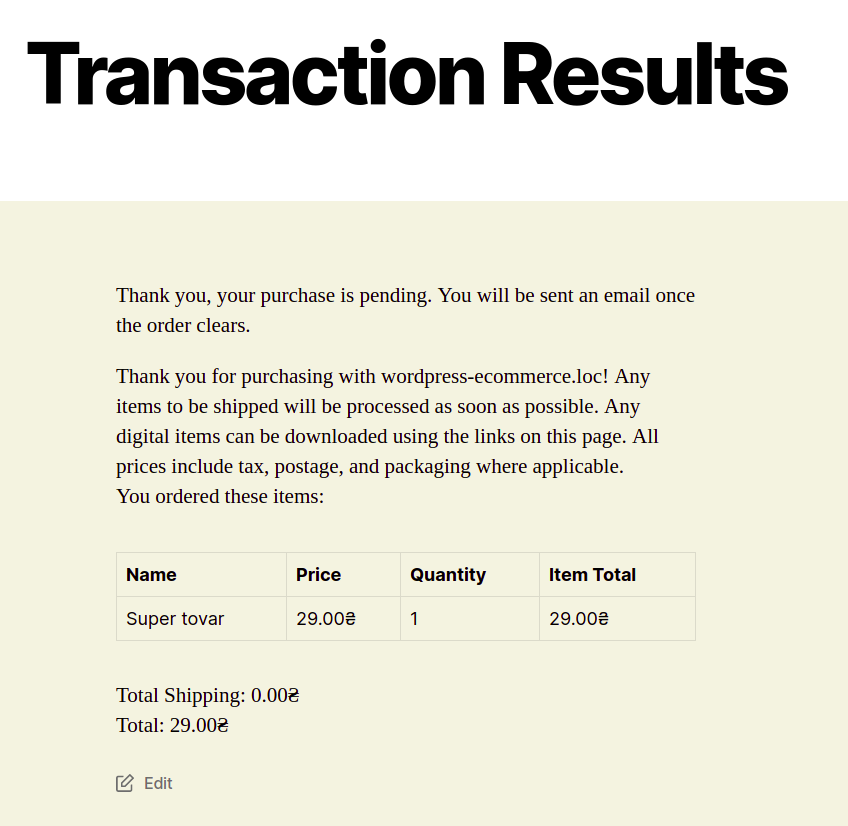 Transaction Results
Thank you, your purchase is pending. You will be sent an email once
the order clears.
Thank you for purchasing with wordpress-ecommerce.loc! Any
items to be shipped will be processed as soon as possible. Any
digital items can be downloaded using the links on this page. All
prices include tax, postage, and packaging where applicable.
You ordered these items:
Name Price Quantity Item Total
Super tovar 29.00₴ 1 29.00₴
Total Shipping: 0.00₴
Total: 29.00₴
Edit